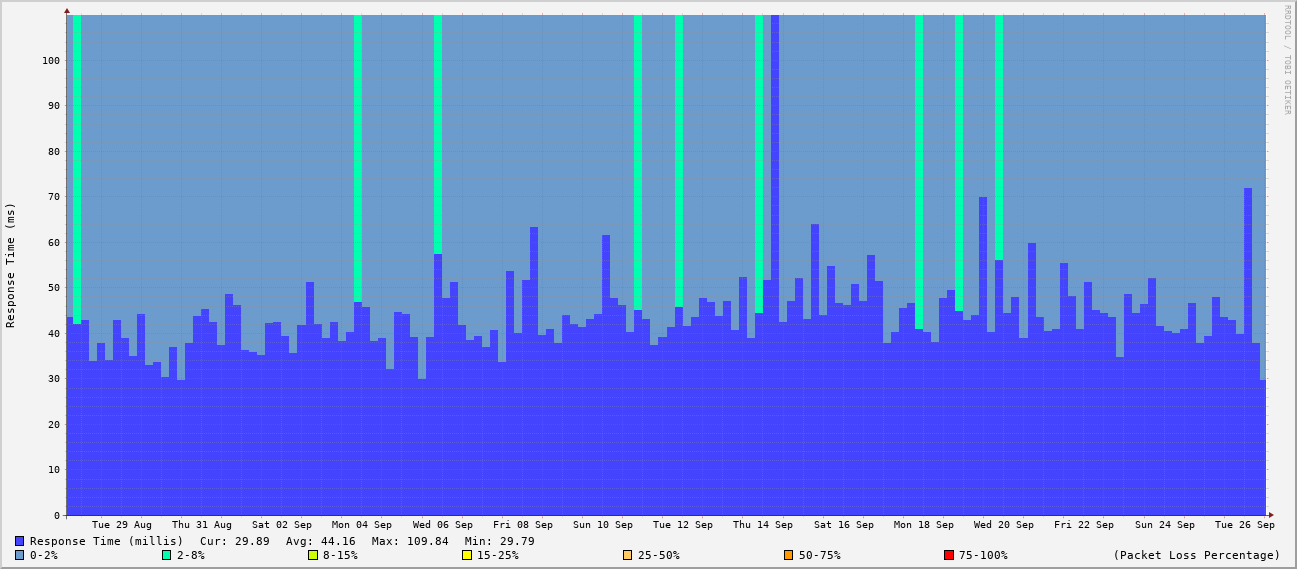 RRDTOOL / TOBI OETIKER
Response Time (ms)
100
90
80
70
60
50
40
30
20
10
0
Tue 29 Aug Thu 31 Aug Sat 02 Sep Mon 04 Sep Wed 06 Sep Fri 08 Sep Sun 10 Sep Tue 12 Sep Thu 14 Sep Sat 16 Sep Mon 18 Sep Wed 20 Sep Fri 22 Sep Sun 24 Sep Tue 26 Sep
Response Time (millis) Cur: 29.89 Avg: 44.16 Max: 109.84 Min: 29.79
0-2% 2-8% 8-15% 15-25% 25-50% 50-75% 75-100% (Packet Loss Percentage)